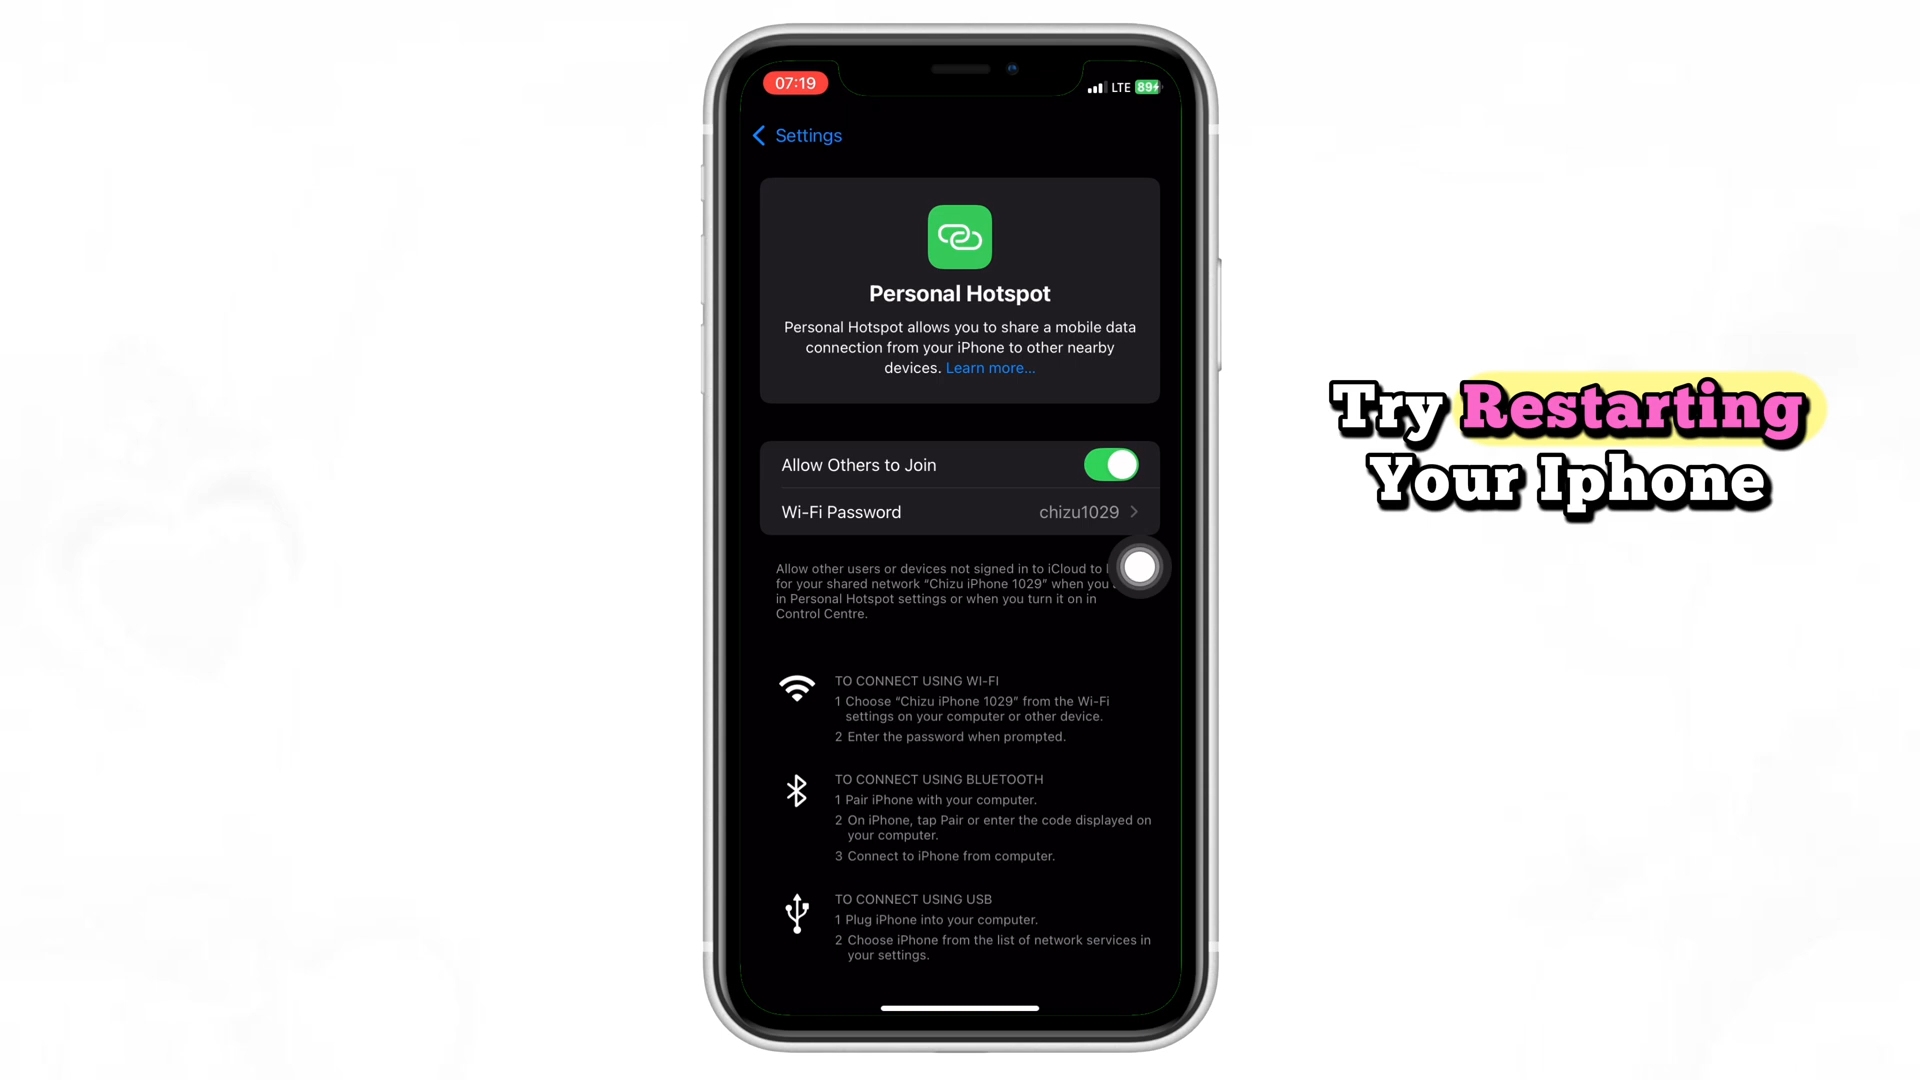 07:19
LTE 89
Settings
Personal Hotspot
Personal Hotspot allows you to share a mobile data
connection from your iPhone to other nearby
devices. Learn more...
Allow Others to Join
Wi-Fi Password chizu1029
Allow other users or devices not signed in to iCloud to
for your shared network “Chizu iPhone 1029” when you
in Personal Hotspot settings or when you turn it on in
Control Centre.
TO CONNECT USING WI-FI
1 Choose “Chizu iPhone 1029” from the Wi-Fi
settings on your computer or other device.
2 Enter the password when prompted.
TO CONNECT USING BLUETOOTH
1 Pair iPhone with your computer.
2 On iPhone, tap Pair or enter the code displayed on
your computer.
3 Connect to iPhone from computer.
TO CONNECT USING USB
1 Plug iPhone into your computer.
2 Choose iPhone from the list of network services in
your settings.
Try Restarting
Your Iphone